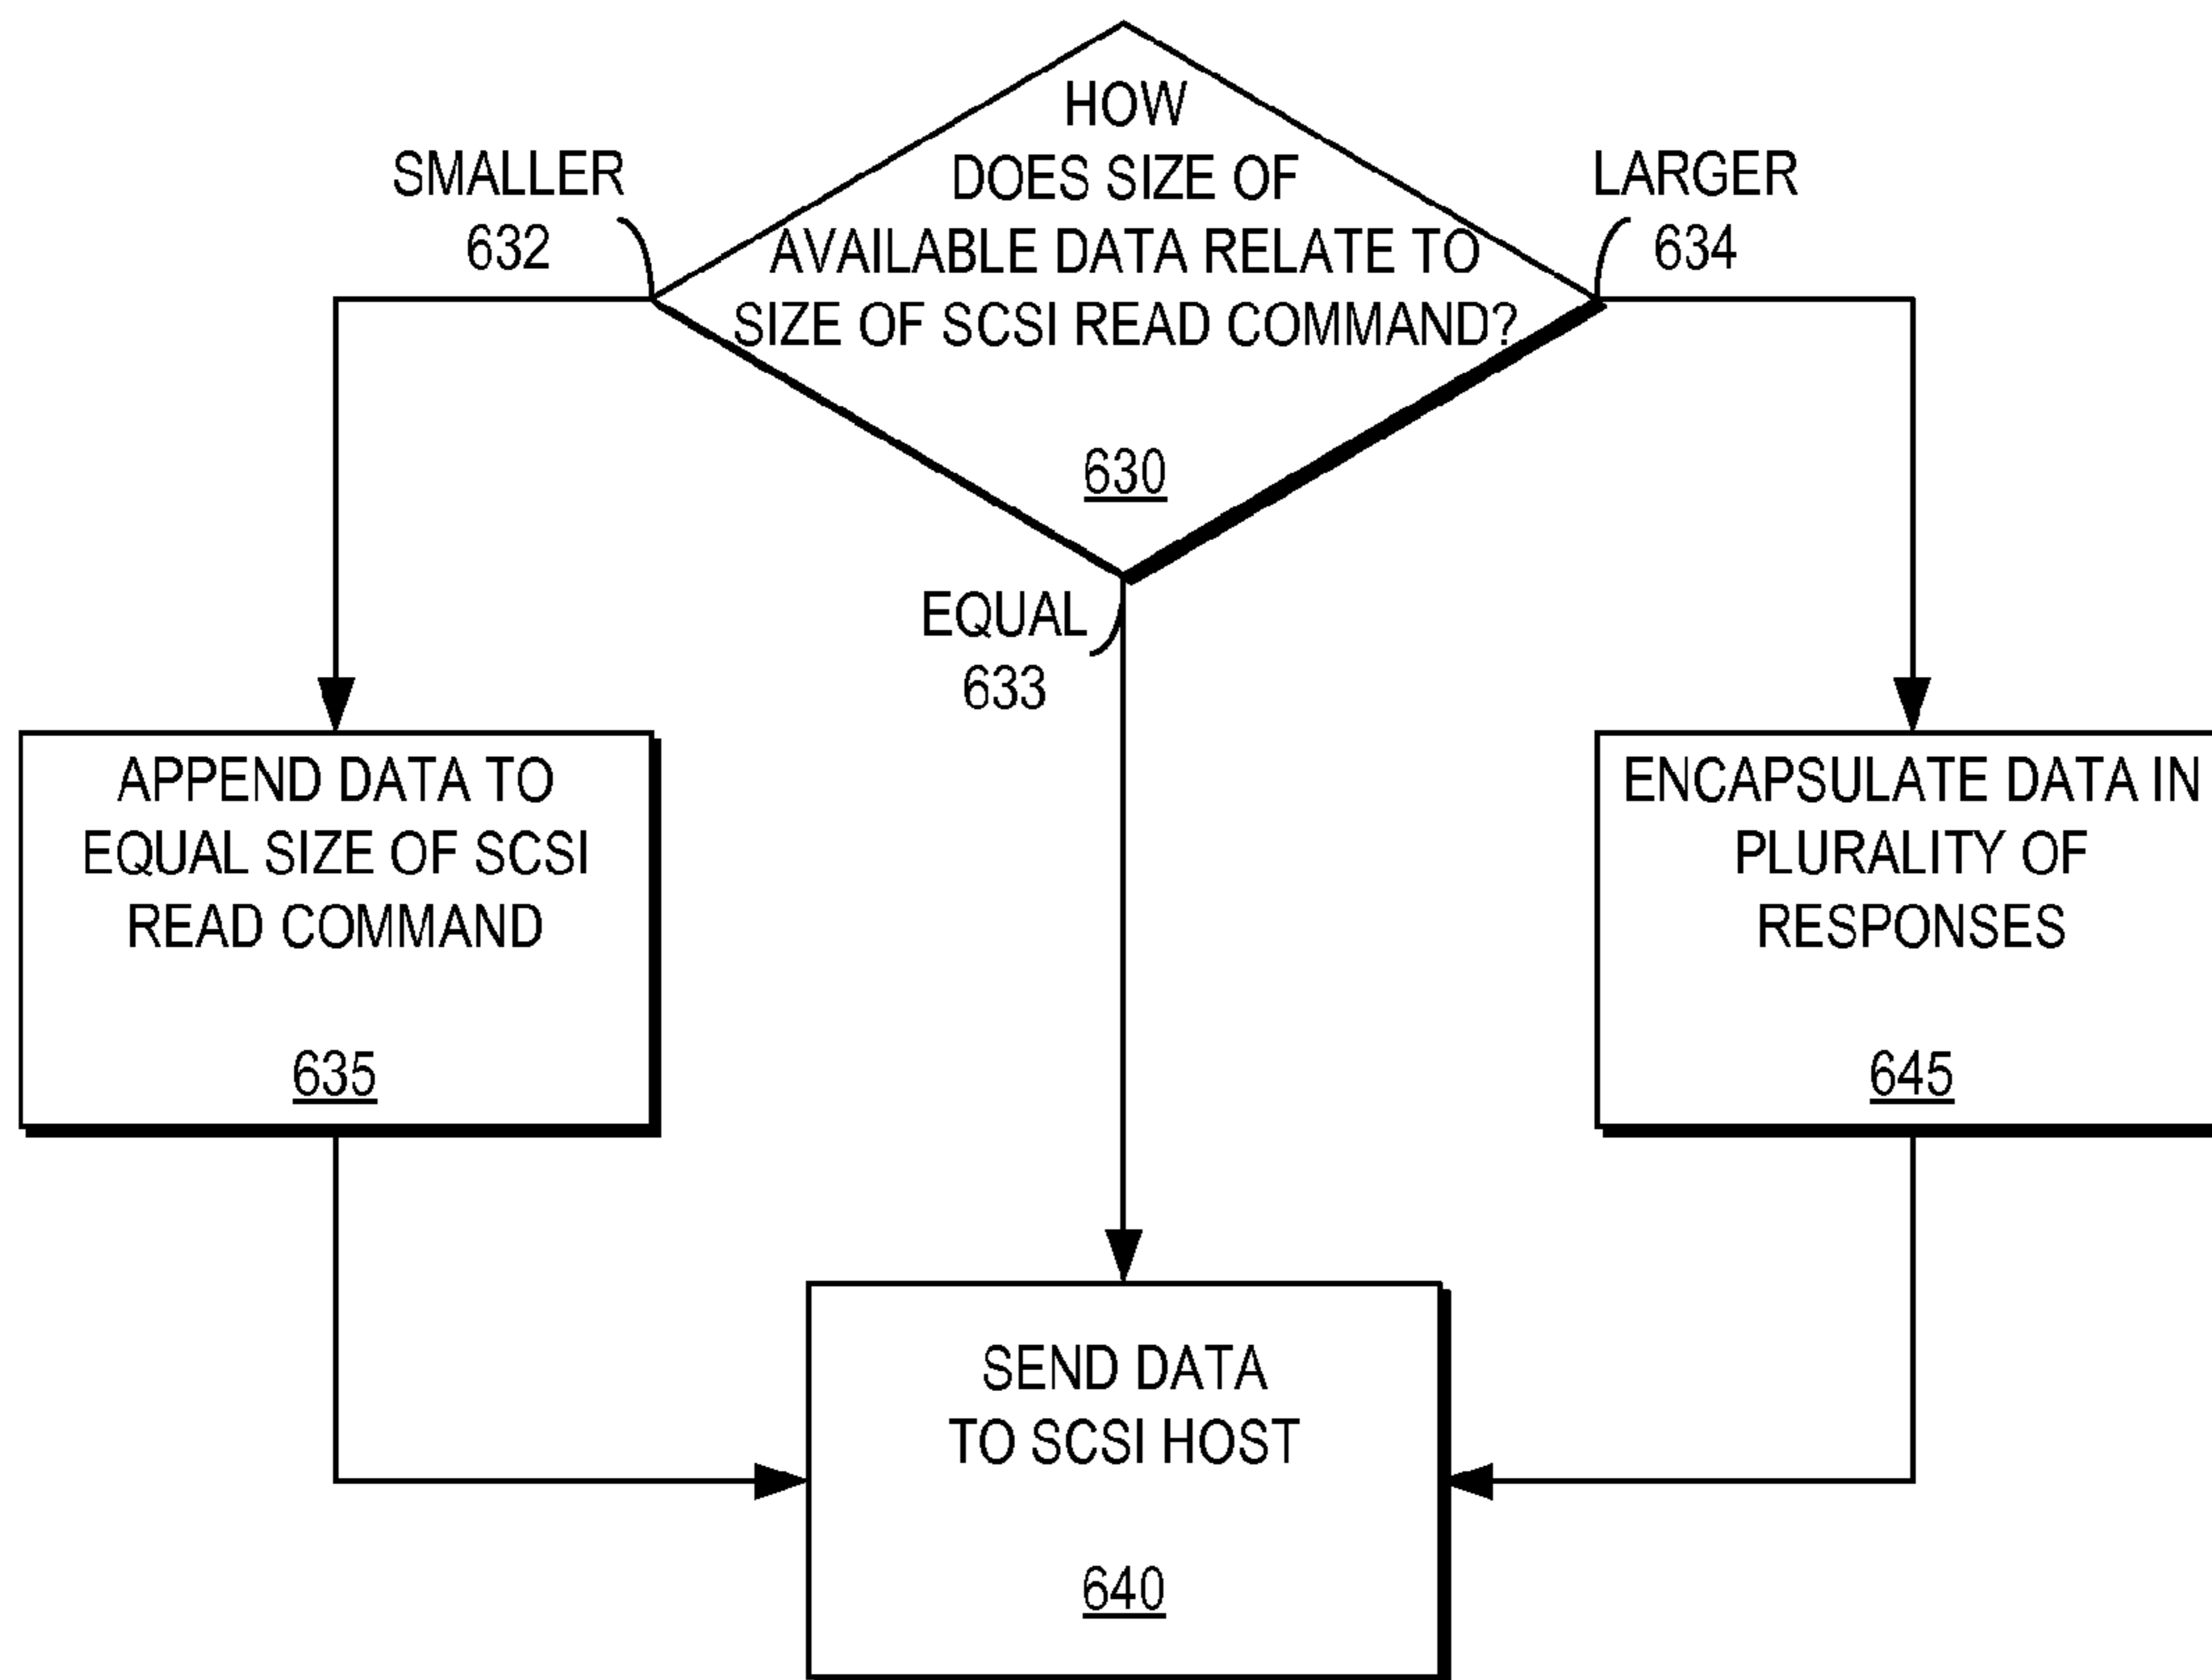 HOW
DOES SIZE OF
AVAILABLE DATA RELATE TO
SIZE OF SCSI READ COMMAND?
630
SMALLER
632
LARGER
634
EQUAL
633
APPEND DATA TO
EQUAL SIZE OF SCSI
READ COMMAND
635
ENCAPSULATE DATA IN
PLURALITY OF
RESPONSES
645
SEND DATA
TO SCSI HOST
640